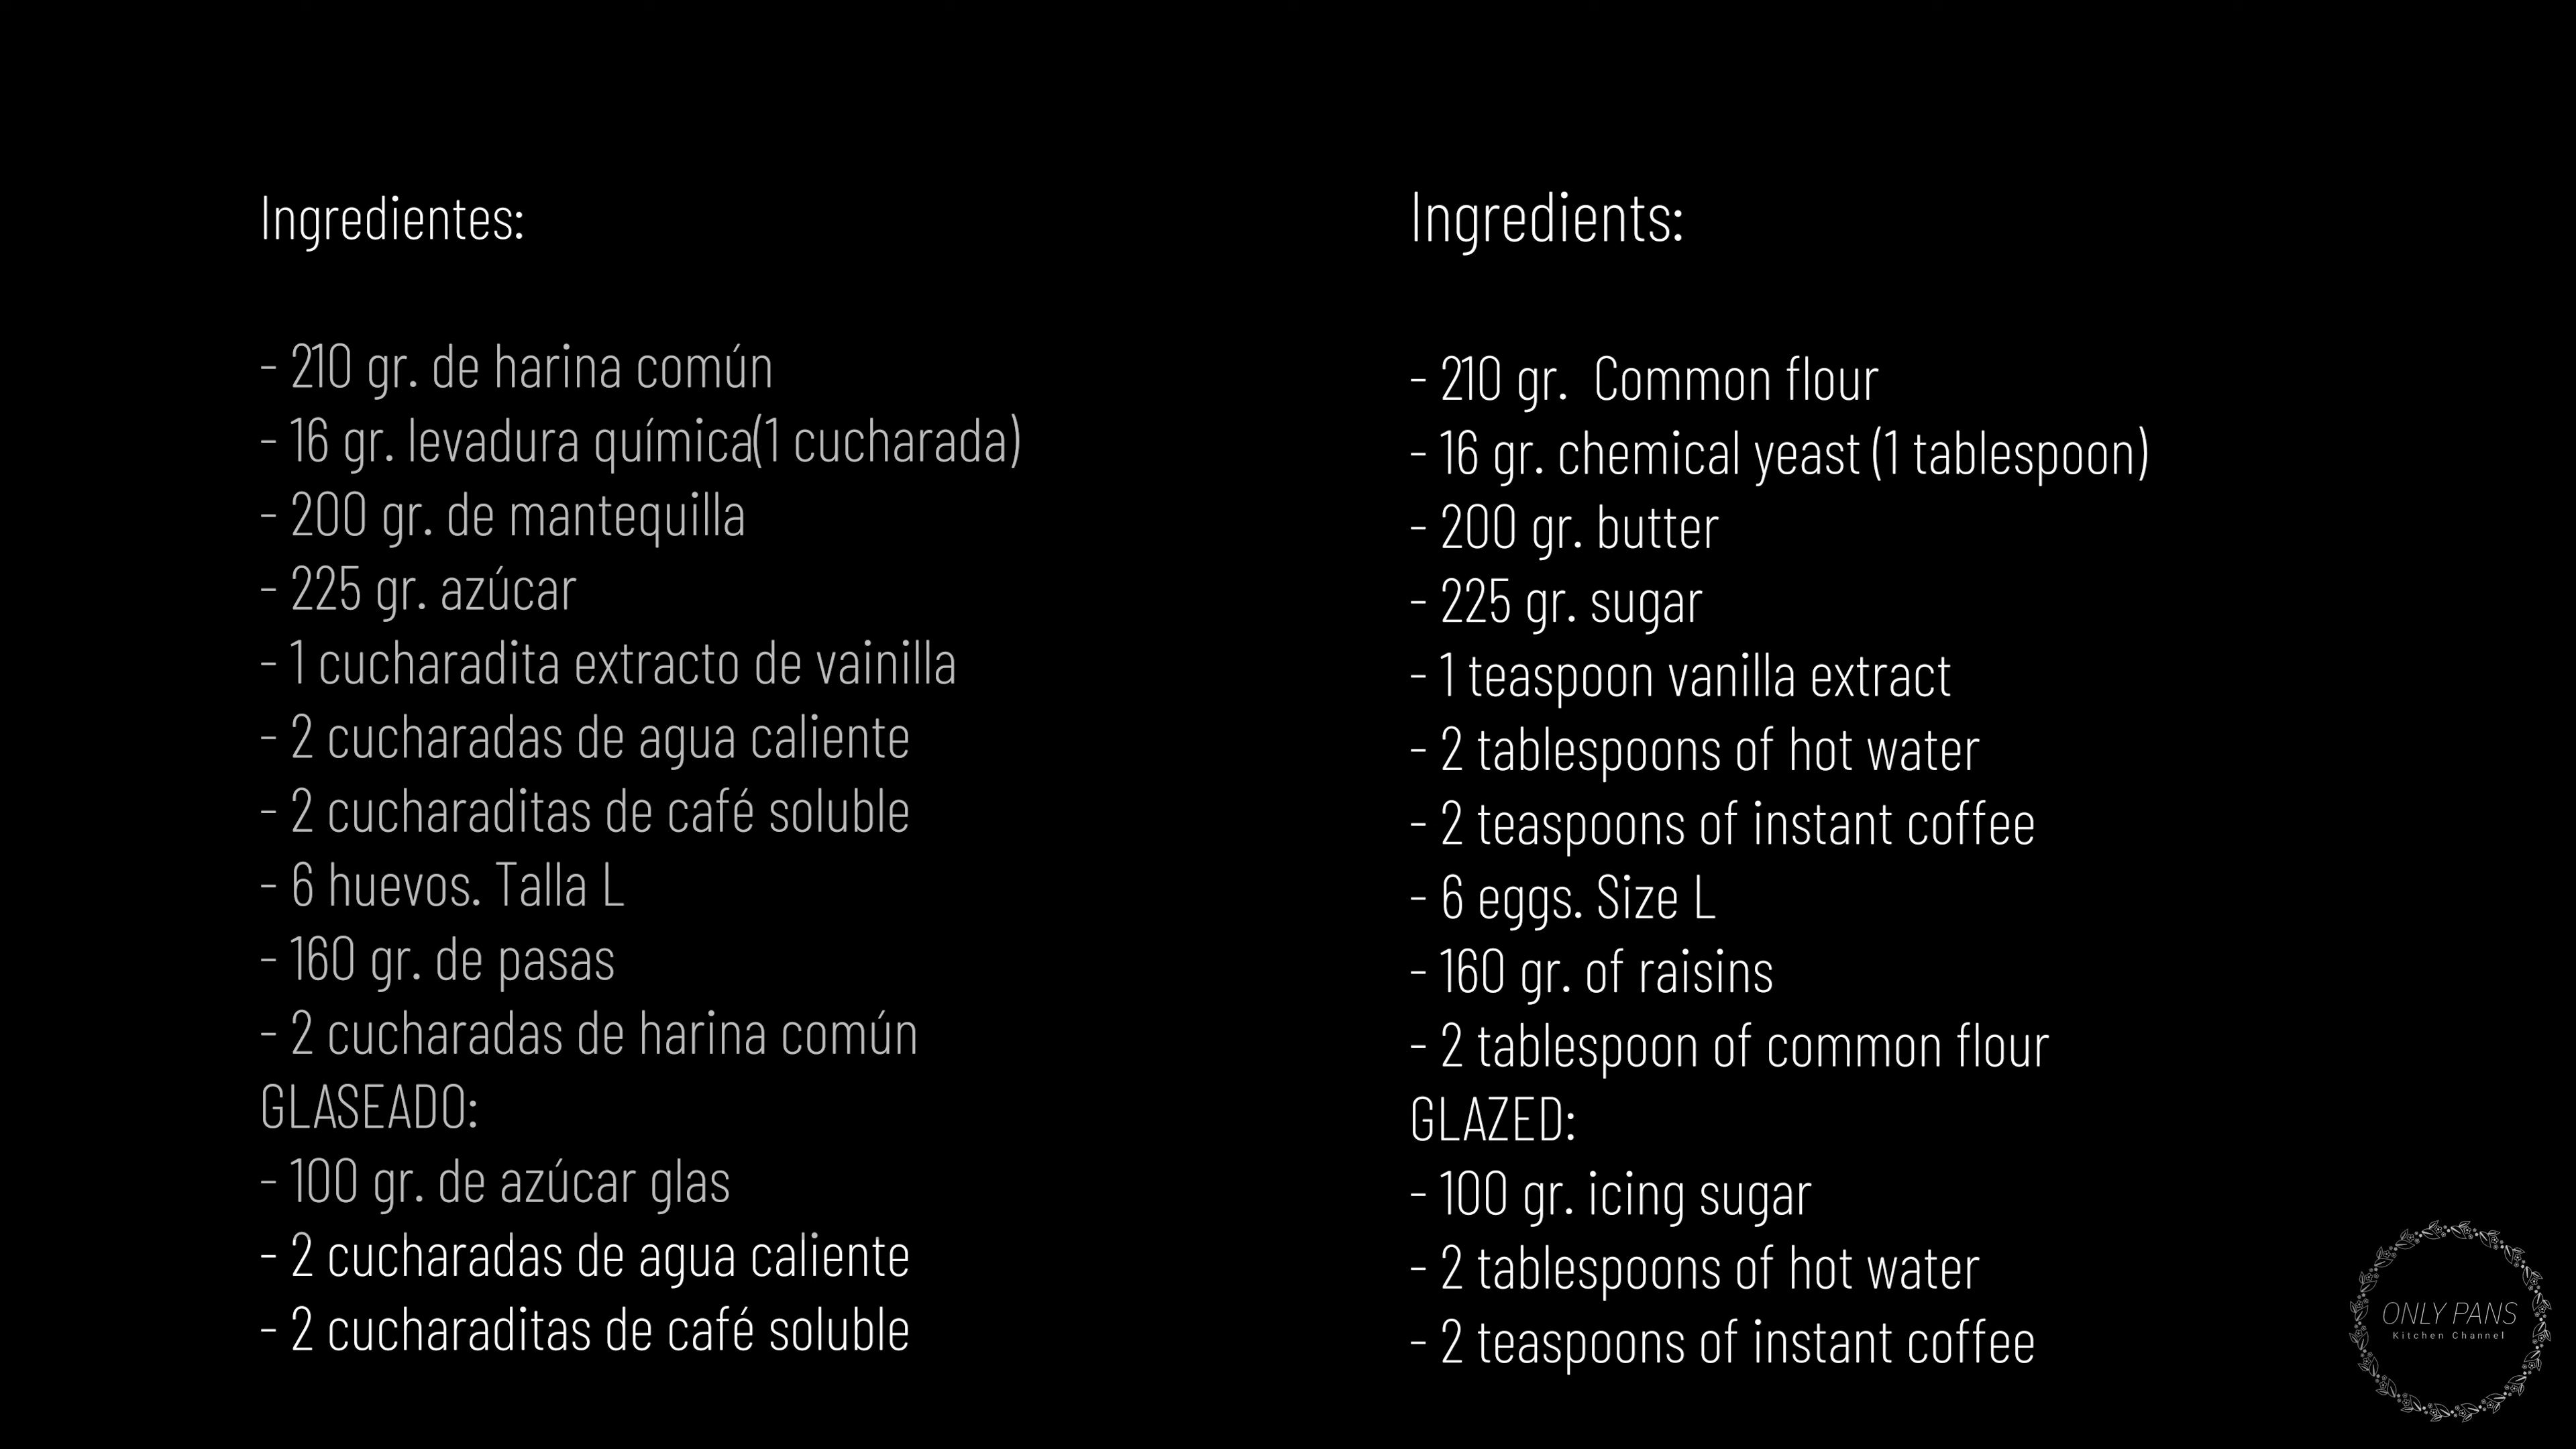 Ingredientes:
- 210 gr. de harina común
- 16 gr. levadura química(1 cucharada)
- 200 gr. de mantequilla
- 225 gr. azúcar
- 1 cucharadita extracto de vainilla
- 2 cucharadas de agua caliente
- 2 cucharaditas de café soluble
- 6 huevos. Talla L
- 160 gr. de pasas
- 2 cucharadas de harina común
GLASEADO:
- 100 gr. de azúcar glas
- 2 cucharadas de agua caliente
- 2 cucharaditas de café soluble
Ingredients:
- 210 gr.  Common flour
- 16 gr. chemical yeast (1 tablespoon)
- 200 gr. butter
- 225 gr. sugar
- 1 teaspoon vanilla extract
- 2 tablespoons of hot water
- 2 teaspoons of instant coffee
- 6 eggs. Size L
- 160 gr. of raisins
- 2 tablespoon of common flour
GLAZED:
- 100 gr. icing sugar
- 2 tablespoons of hot water
- 2 teaspoons of instant coffee
ONLY PANS
Kitchen Channel